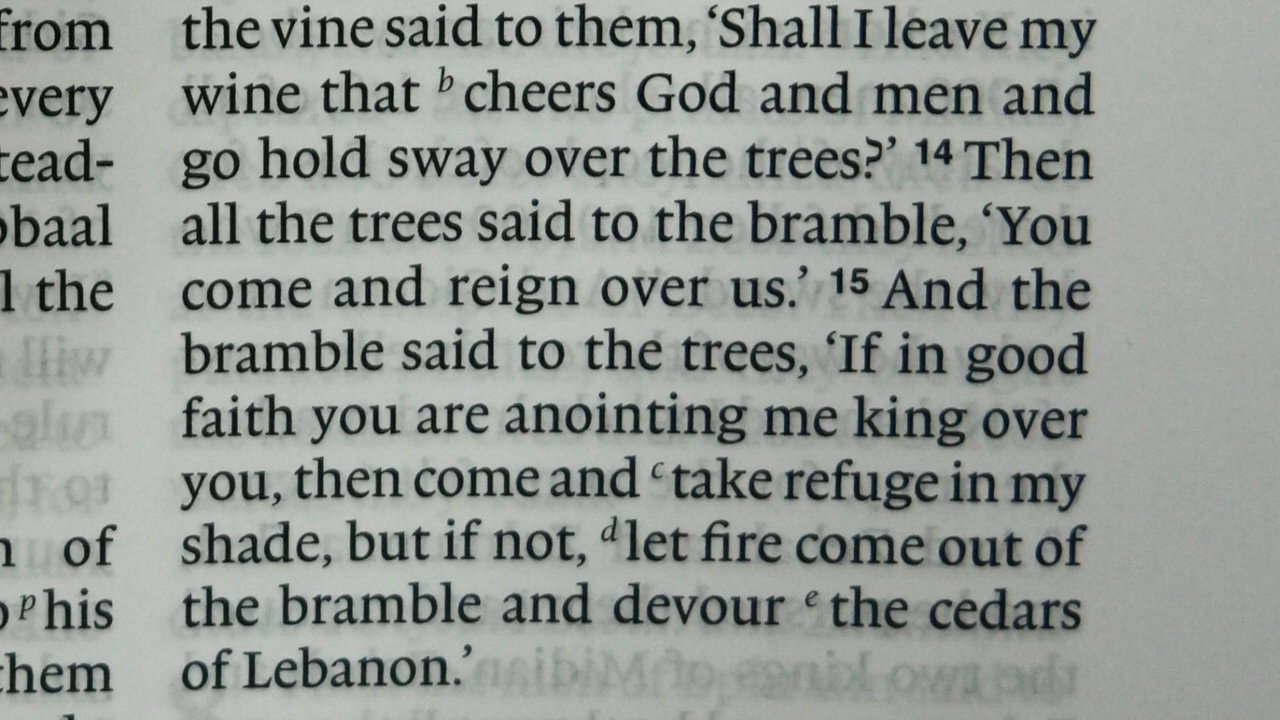 from
every
tead-
obaal
l the
of
p his
them
the vine said to them, ‘Shall I leave my
wine that b cheers God and men and
go hold sway over the trees?’ 14 Then
all the trees said to the bramble, ‘You
come and reign over us.’ 15 And the
bramble said to the trees, ‘If in good
faith you are anointing me king over
you, then come and c take refuge in my
shade, but if not, d let fire come out of
the bramble and devour e the cedars
of Lebanon.’